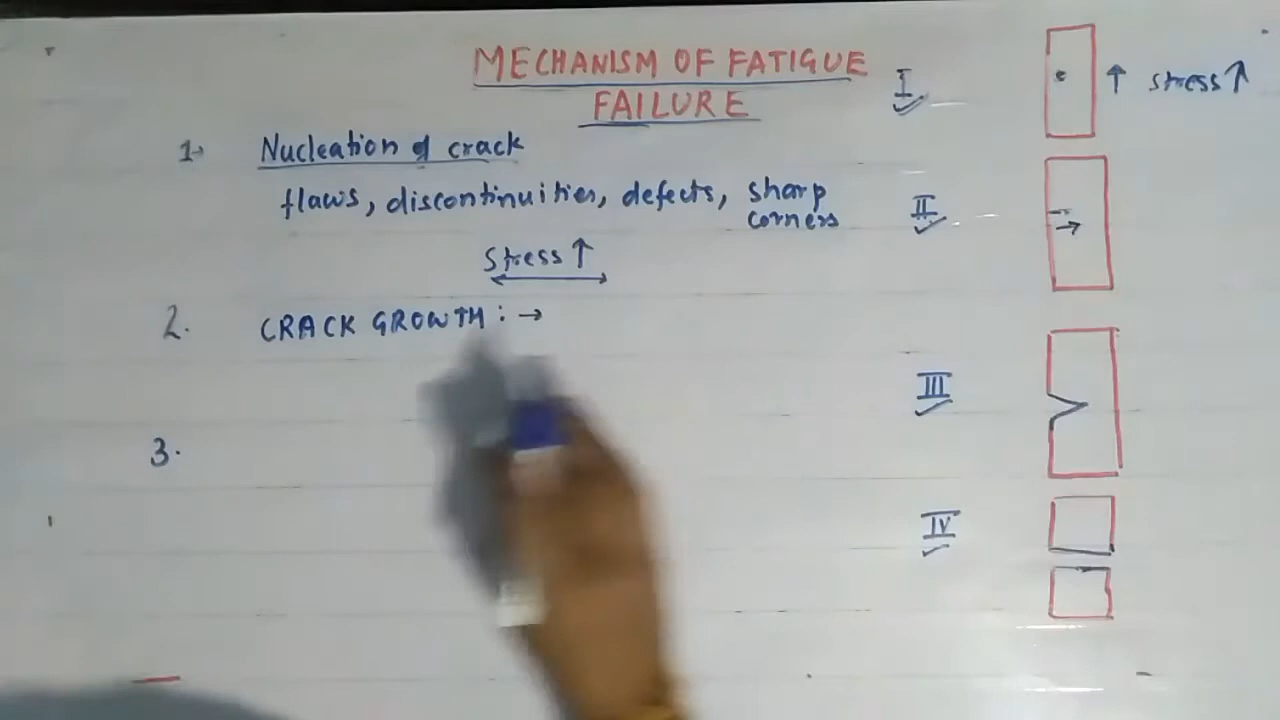 MECHANISM OF FATIGUE
FAILURE
1→ Nucleation of crack
flaws, discontinuities, defects, sharp
corners
Stress ↑
2. CRACK GROWTH : →
3.
I ↑ stress ↑
II
III
IV